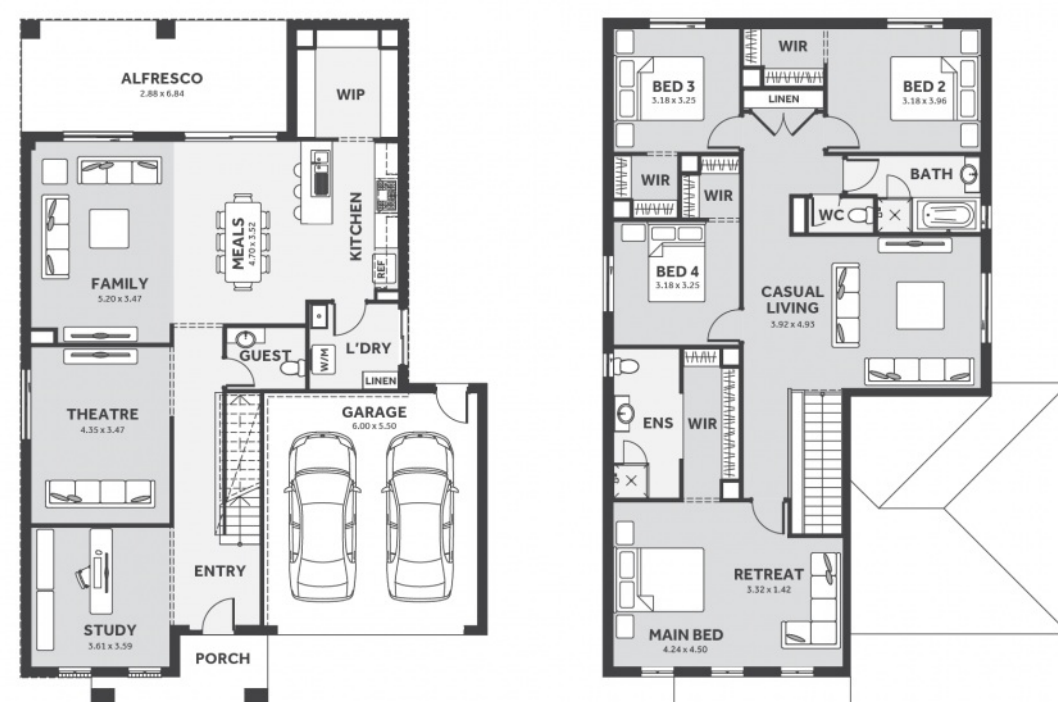 ALFRESCO
2.88 x 6.84
WIP
KITCHEN
MEALS
4.70 x 3.52
REF
FAMILY
5.20 x 3.47
GUEST
W/M
L'DRY
LINEN
THEATRE
4.35 x 3.47
GARAGE
6.00 x 5.50
ENTRY
STUDY
3.61 x 3.59
PORCH
BED 3
3.18 x 3.25
WIR
LINEN
BED 2
3.18 x 3.96
WIR
WIR
BATH
WC
BED 4
3.18 x 3.25
CASUAL
LIVING
3.92 x 4.93
ENS
WIR
RETREAT
3.32 x 1.42
MAIN BED
4.24 x 4.50